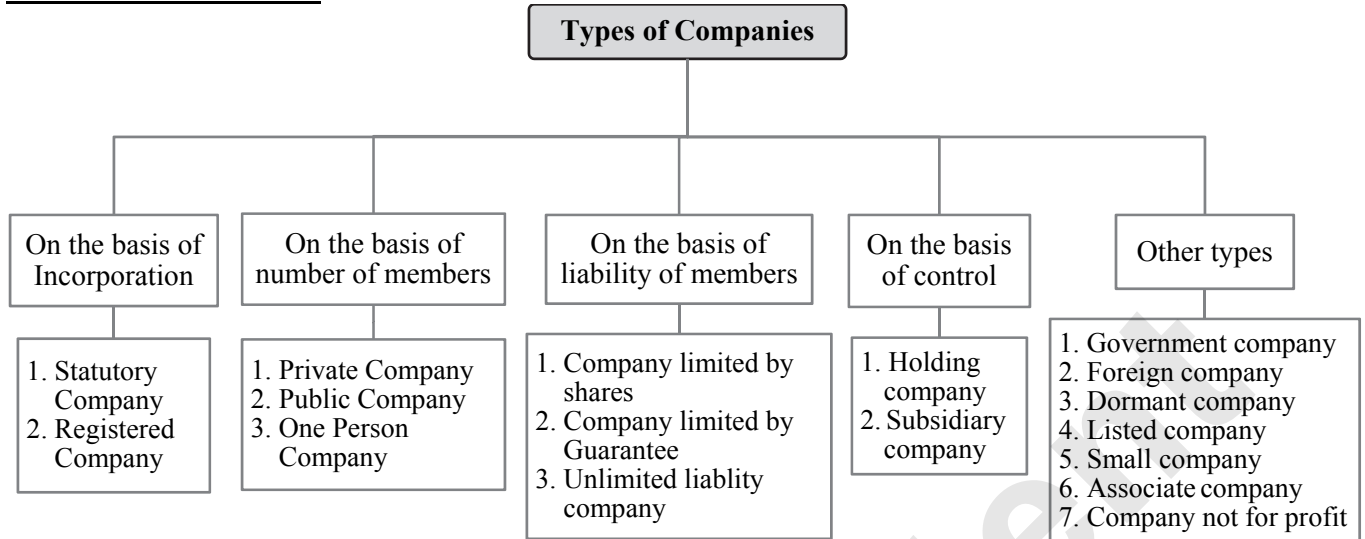 Types of Companies
On the basis of
Incorporation
On the basis of
number of members
On the basis of
liability of members
On the basis
of control
Other types
1. Statutory
Company
2. Registered
Company
1. Private Company
2. Public Company
3. One Person
Company
1. Company limited by
shares
2. Company limited by
Guarantee
3. Unlimited liablity
company
1. Holding
company
2. Subsidiary
company
1. Government company
2. Foreign company
3. Dormant company
4. Listed company
5. Small company
6. Associate company
7. Company not for profit